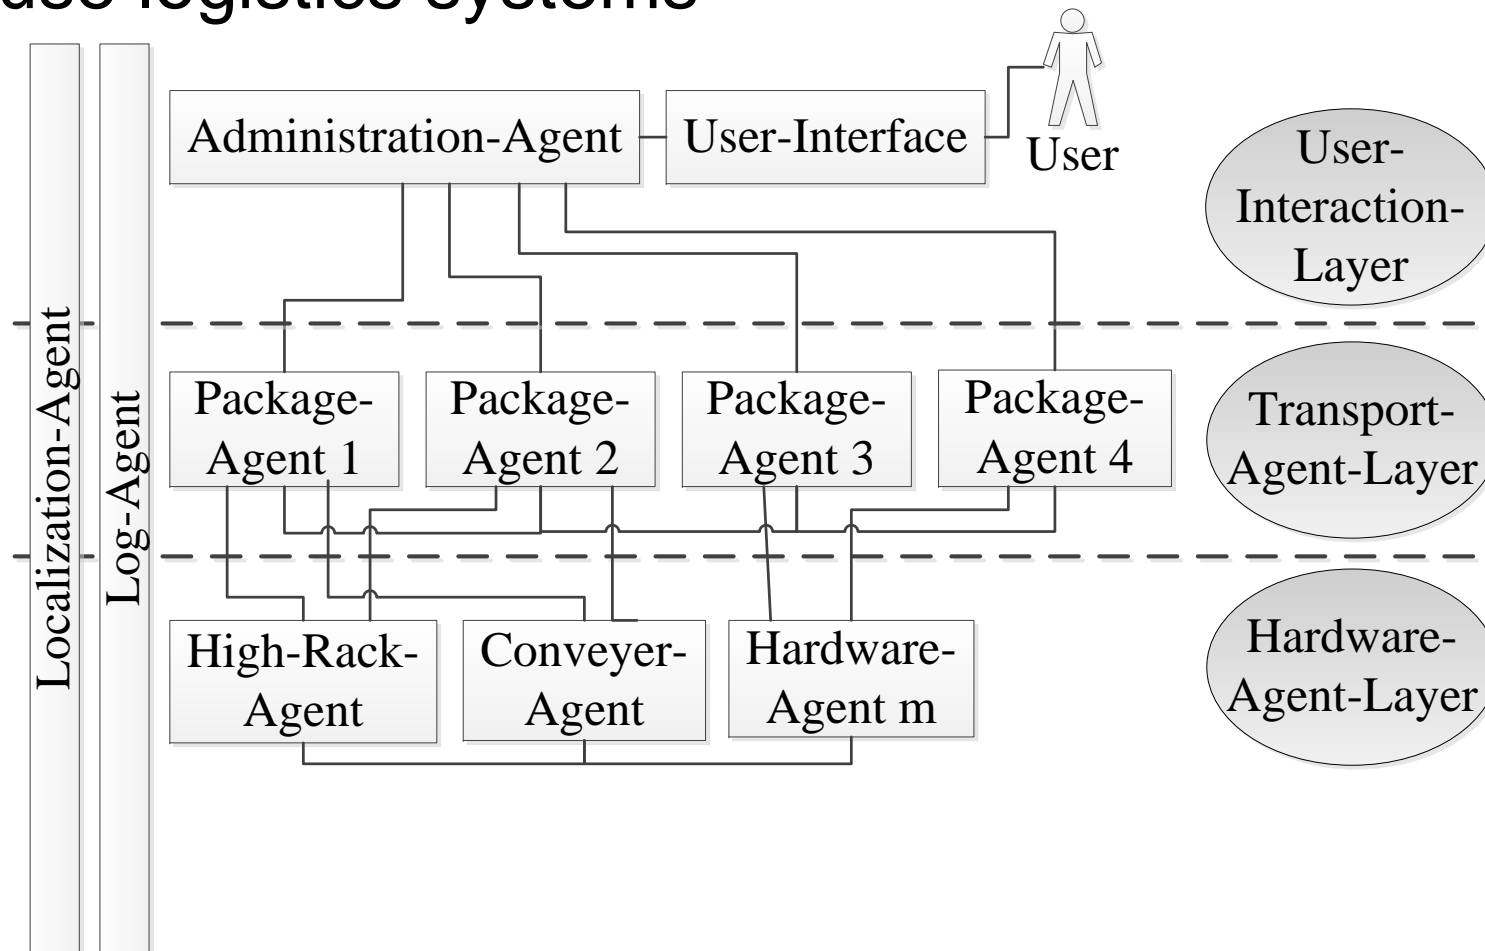 use logistics systems
Administration-Agent
User-Interface
User
User-
Interaction-
Layer
Localization-Agent
Log-Agent
Package-
Agent 1
Package-
Agent 2
Package-
Agent 3
Package-
Agent 4
Transport-
Agent-Layer
High-Rack-
Agent
Conveyer-
Agent
Hardware-
Agent m
Hardware-
Agent-Layer